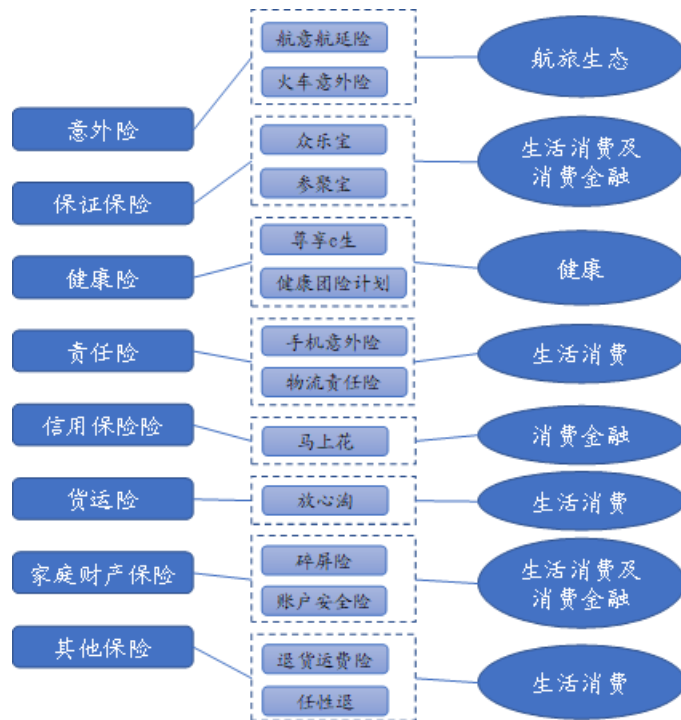 航意航延险
火车意外险
航旅生态
意外险
众乐宝
参聚宝
生活消费及
消费金融
保证保险
尊享e生
健康团险计划
健康
健康险
手机意外险
物流责任险
生活消费
责任险
信用保险险
马上花
消费金融
货运险
放心淘
生活消费
家庭财产保险
碎屏险
账户安全险
生活消费及
消费金融
其他保险
退货运费险
任性退
生活消费